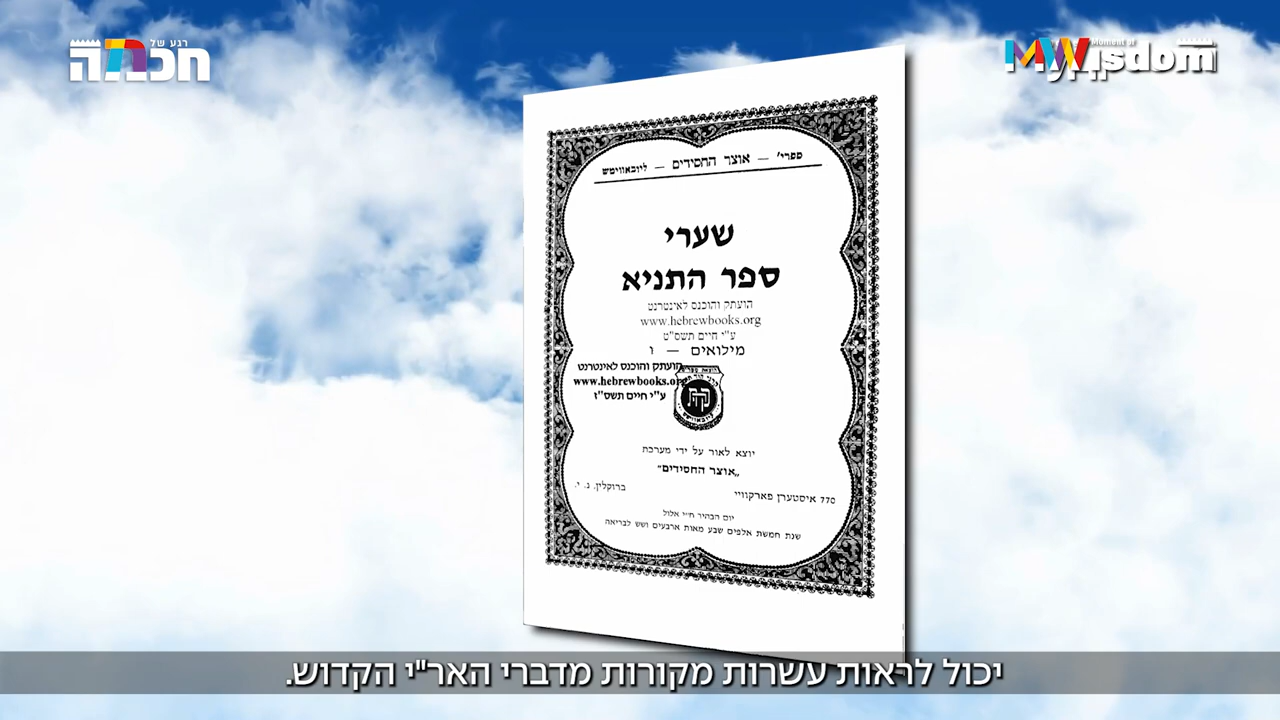 רגע של
חכמה
Moment of
Wisdom
ספרי' — אוצר החסידים — ליובאוויטש
שערי
ספר התניא
הועתק והוכנס לאינטרנט
www.hebrewbooks.org
ע"י חיים תשס"ט
מילואים — ו
הועתק והוכנס לאינטרנט
www.hebrewbooks.org
ע"י חיים תשס"ז
קה"ת
ליובאוויטש
יוצא לאור על ידי מערכת
„אוצר החסידים"
770 איסטערן פארקוויי ברוקלין, נ. י.
יום הבהיר ח"י אלול
שנת חמשת אלפים שבע מאות ארבעים ושש לבריאה
יכול לראות עשרות מקורות מדברי האר"י הקדוש.